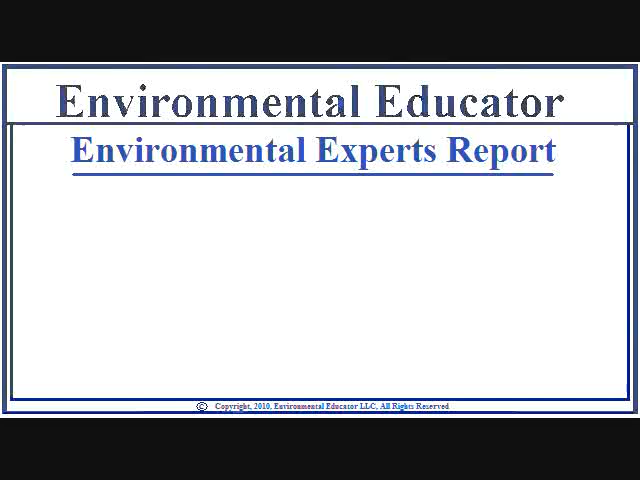 Environmental Educator
Environmental Experts Report
© Copyright, 2010, Environmental Educator LLC, All Rights Reserved